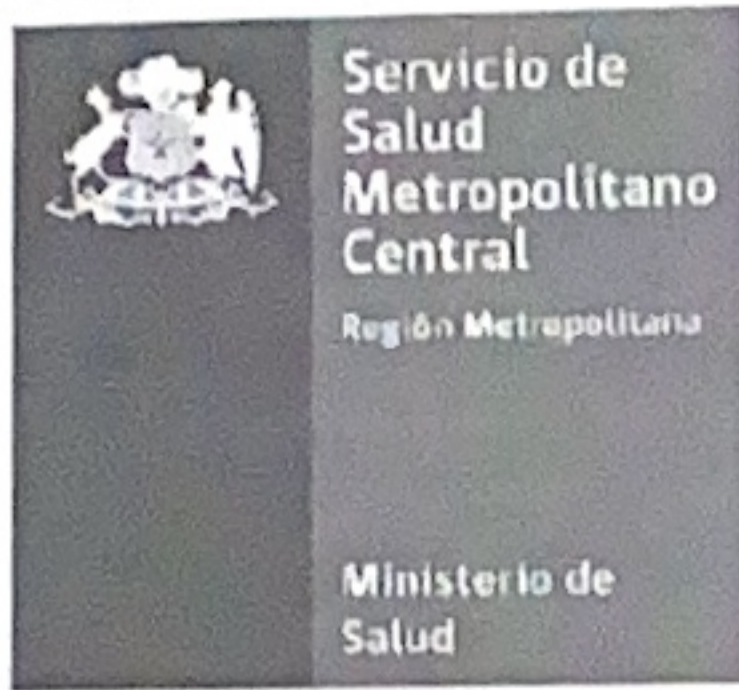 Servicio de
Salud
Metropolitano
Central
Región Metropolitana
Ministerio de
Salud